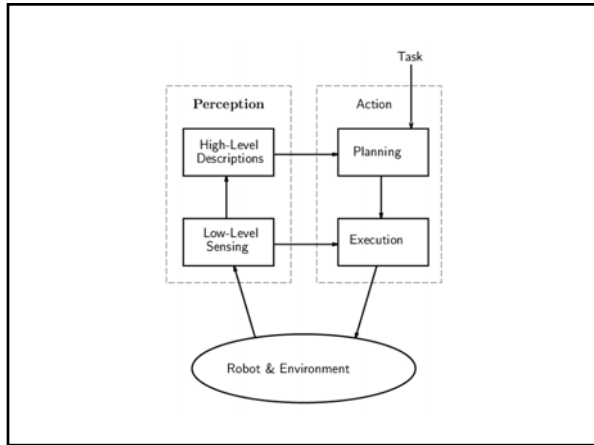 Task
Perception
Action
High-Level
Descriptions
Planning
Low-Level
Sensing
Execution
Robot & Environment